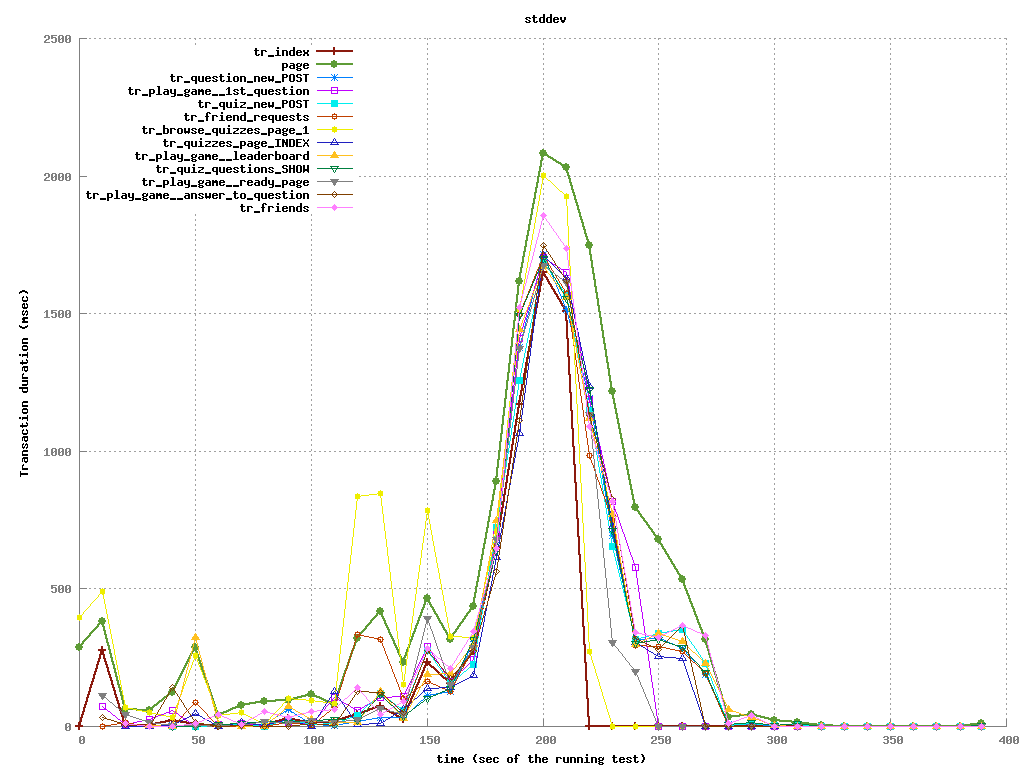 stddev
2500
2000
1500
1000
500
0
Transaction duration (msec)
tr_index
page
tr_question_new_POST
tr_play_game__1st_question
tr_quiz_new_POST
tr_friend_requests
tr_browse_quizzes_page_1
tr_quizzes_page_INDEX
tr_play_game__leaderboard
tr_quiz_questions_SHOW
tr_play_game__ready_page
tr_play_game__answer_to_question
tr_friends
0 50 100 150 200 250 300 350 400
time (sec of the running test)